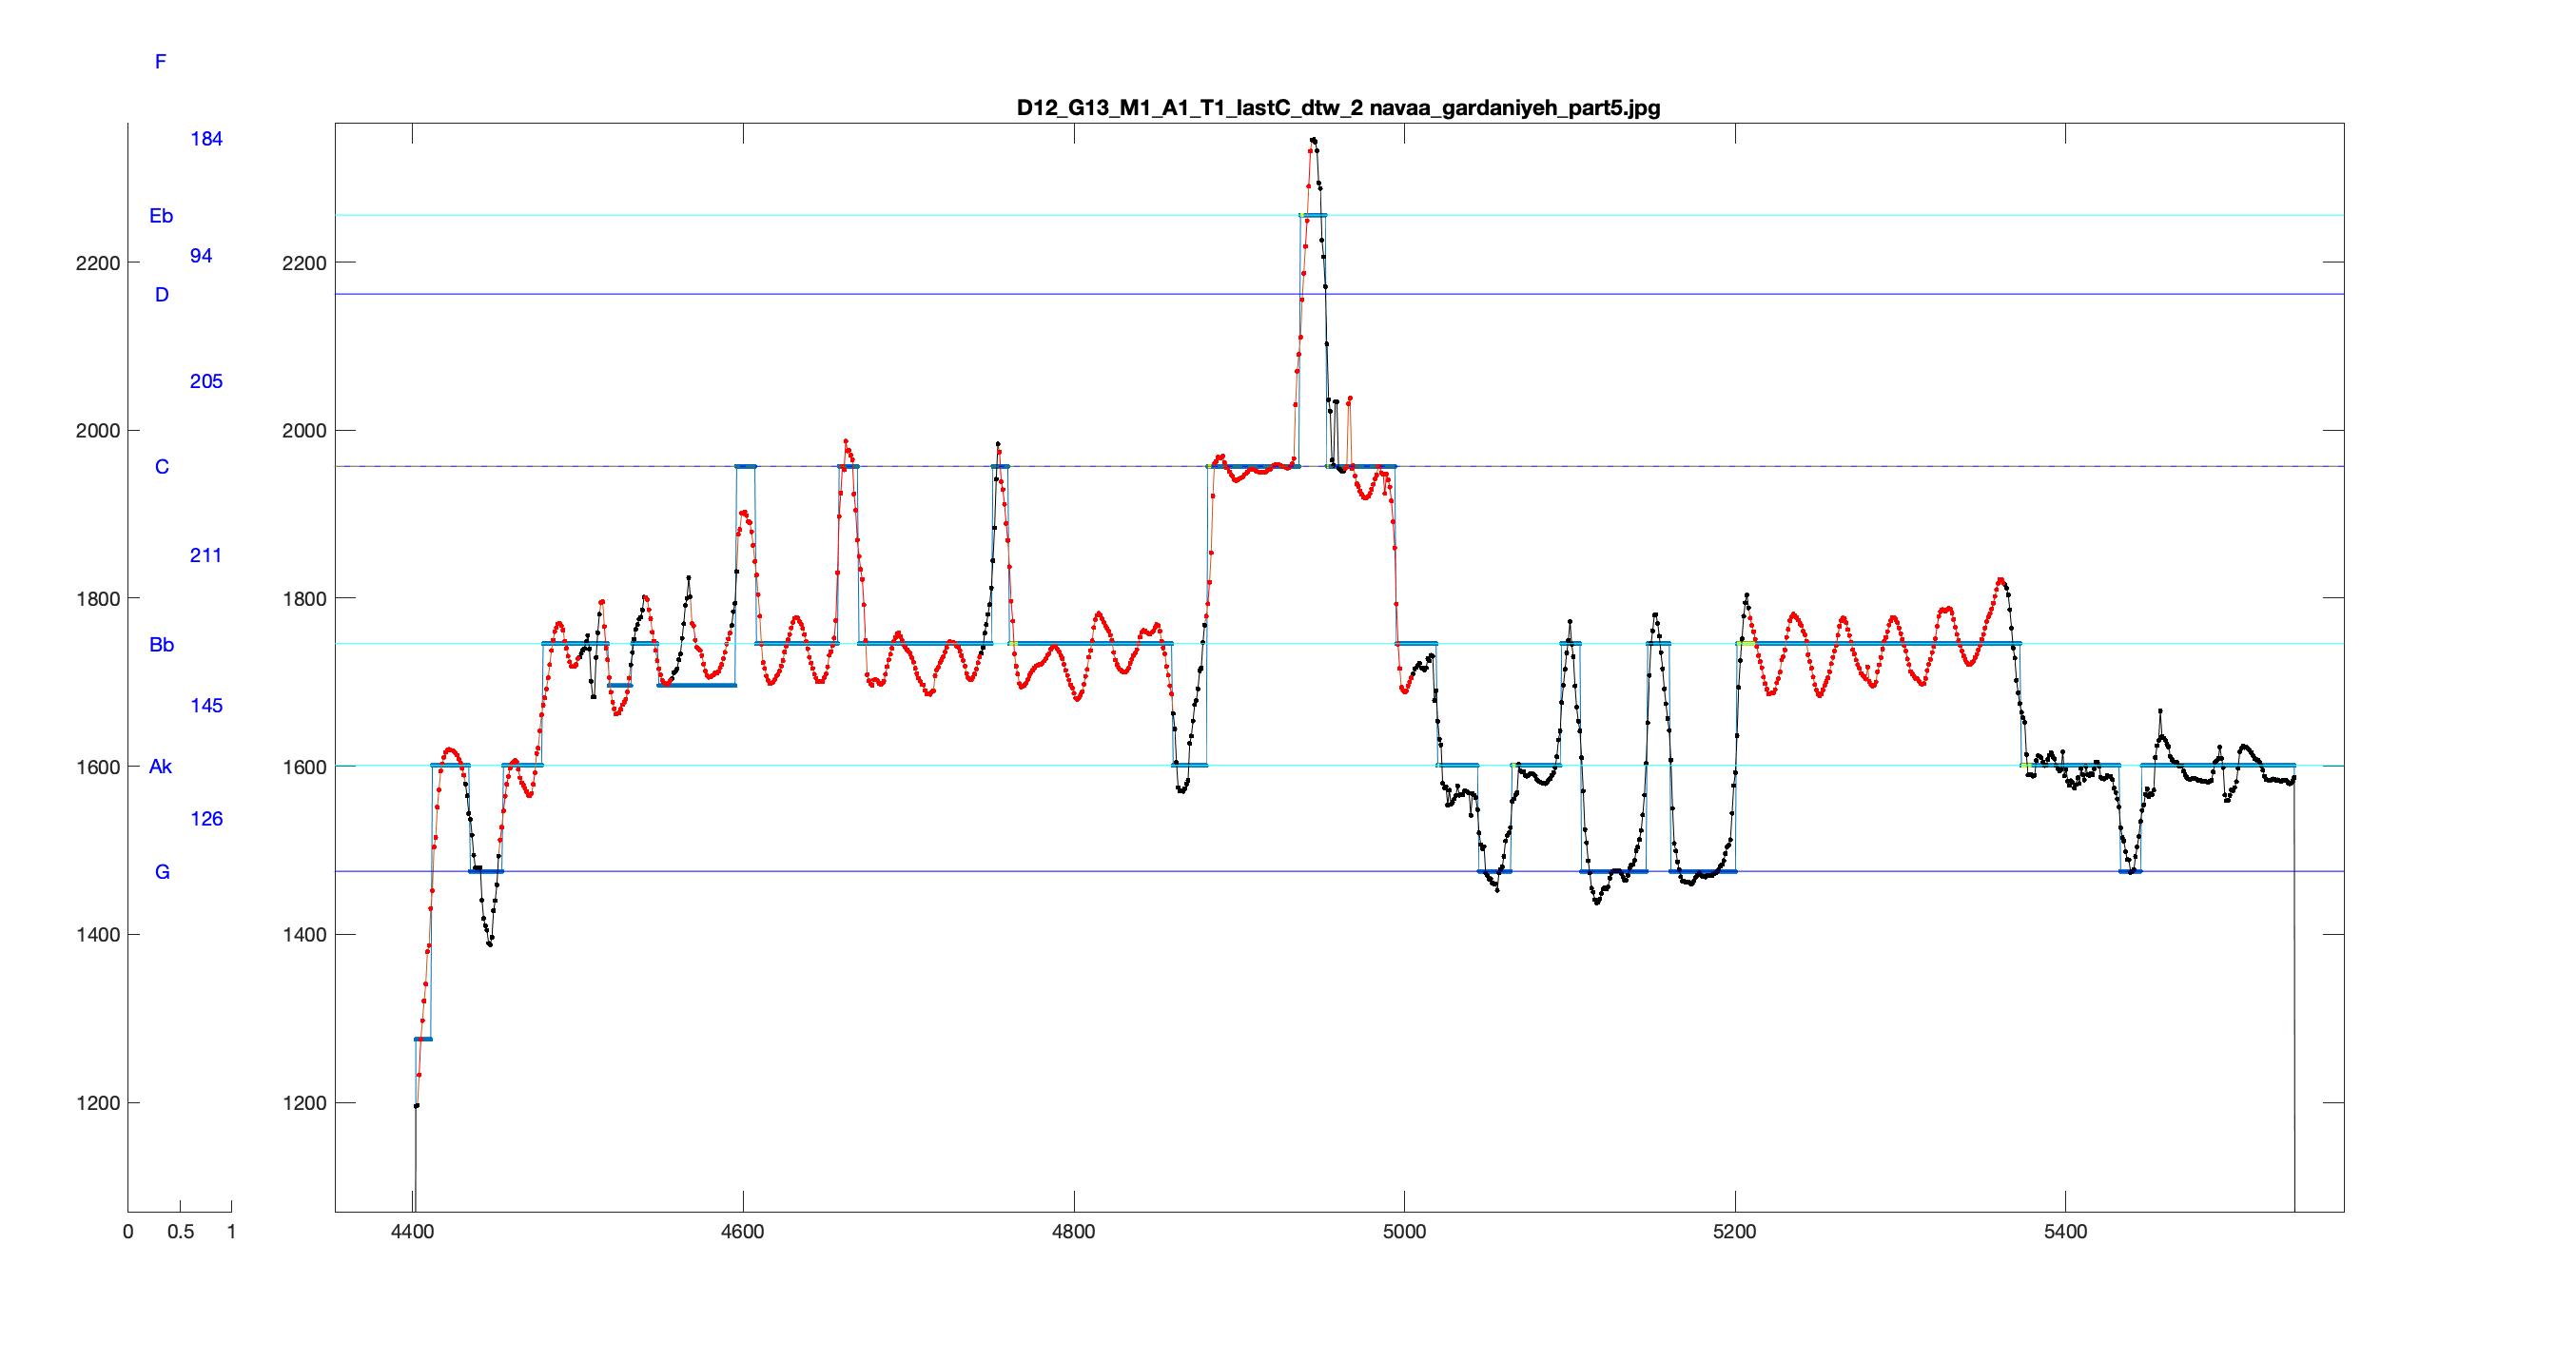 F
D12_G13_M1_A1_T1_lastC_dtw_2 navaa_gardaniyeh_part5.jpg
184
Eb
94
2200 2200
D
205
2000 2000
C
211
1800 1800
Bb
145
1600 Ak 1600
126
G
1400 1400
1200 1200
0 0.5 1 4400 4600 4800 5000 5200 5400